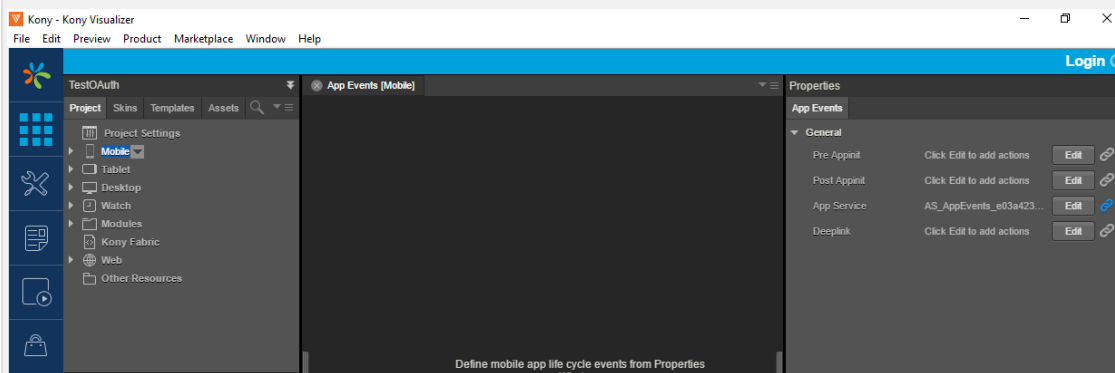 Kony - Kony Visualizer
File Edit Preview Product Marketplace Window Help
Login
TestOAuth
App Events [Mobile]
Properties
Project Skins Templates Assets
App Events
Project Settings
General
Mobile
Pre Appinit Click Edit to add actions Edit
Tablet
Desktop
Post Appinit Click Edit to add actions Edit
Watch
App Service AS_AppEvents_e03a423... Edit
Modules
Deeplink Click Edit to add actions Edit
Kony Fabric
Web
Other Resources
Define mobile app life cycle events from Properties